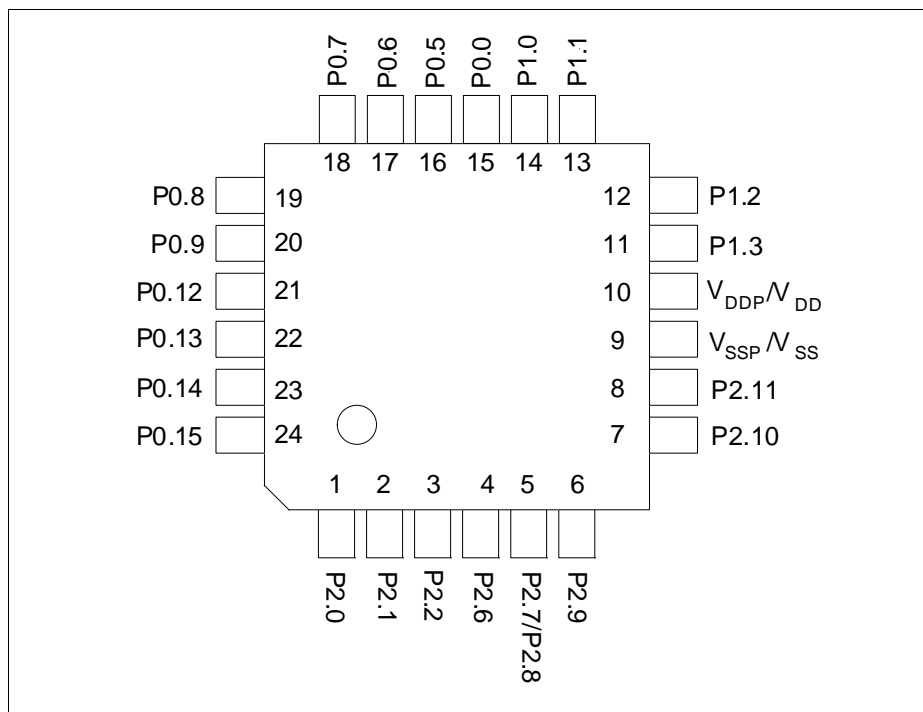 P0.7 P0.6 P0.5 P0.0 P1.0 P1.1
18 17 16 15 14 13
P0.8 19 12 P1.2
P0.9 20 11 P1.3
P0.12 21 10 VDDP/VDD
P0.13 22 9 VSSP/VSS
P0.14 23 8 P2.11
P0.15 24 7 P2.10
1 2 3 4 5 6
P2.0 P2.1 P2.2 P2.6 P2.7/P2.8 P2.9